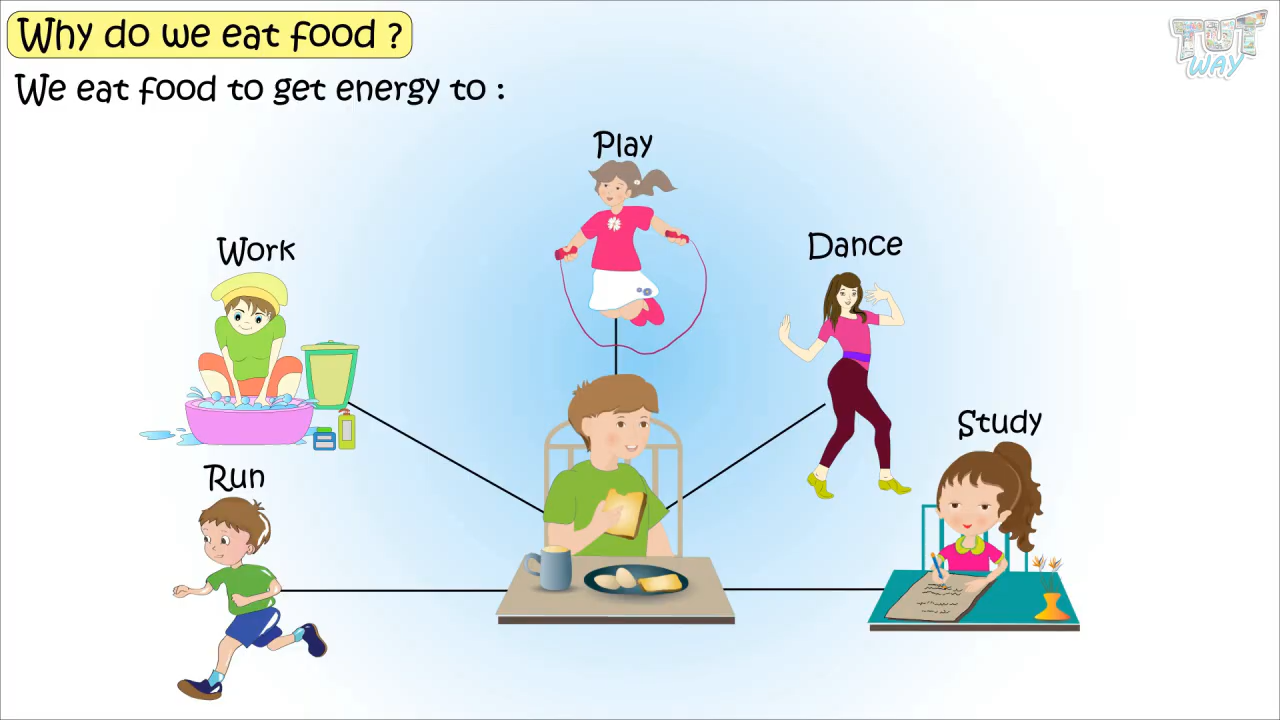 Why do we eat food ?
TUT
WAY
We eat food to get energy to :
Play
Work
Dance
Study
Run